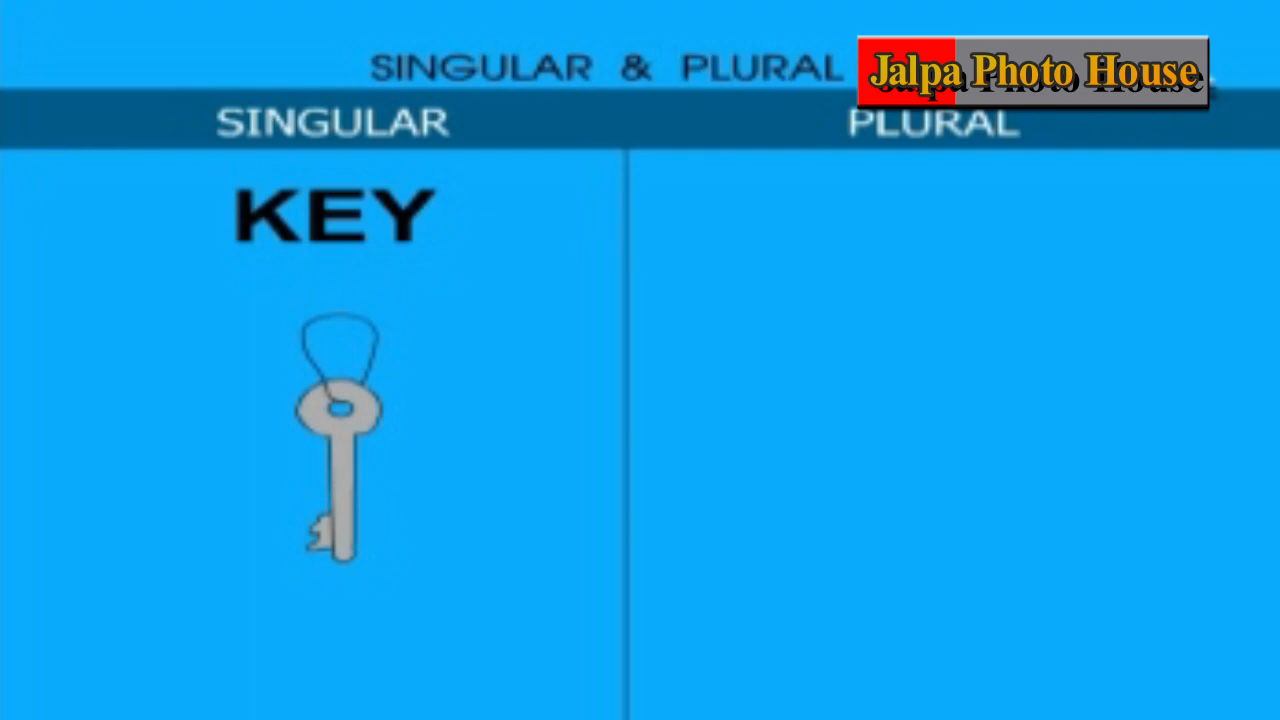 SINGULAR & PLURAL
Jalpa Photo House
SINGULAR
PLURAL
KEY